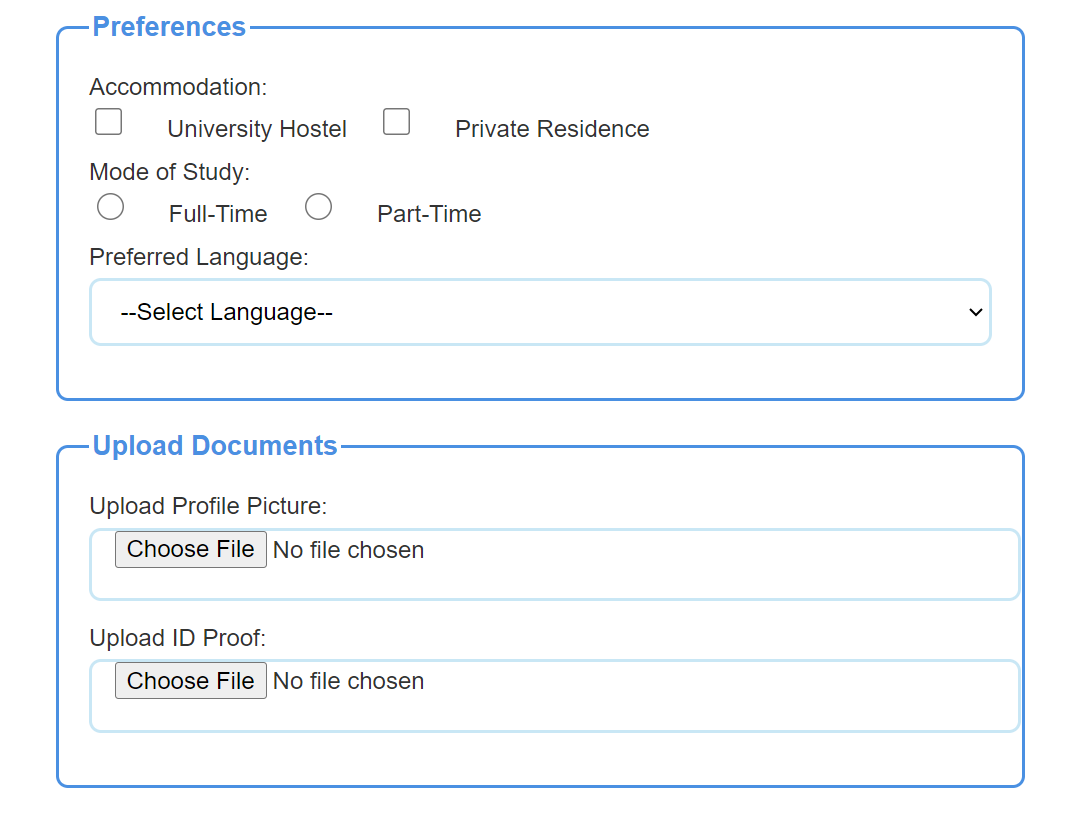 Preferences
Accommodation:
University Hostel Private Residence
Mode of Study:
Full-Time Part-Time
Preferred Language:
--Select Language--
Upload Documents
Upload Profile Picture:
Choose File No file chosen
Upload ID Proof:
Choose File No file chosen